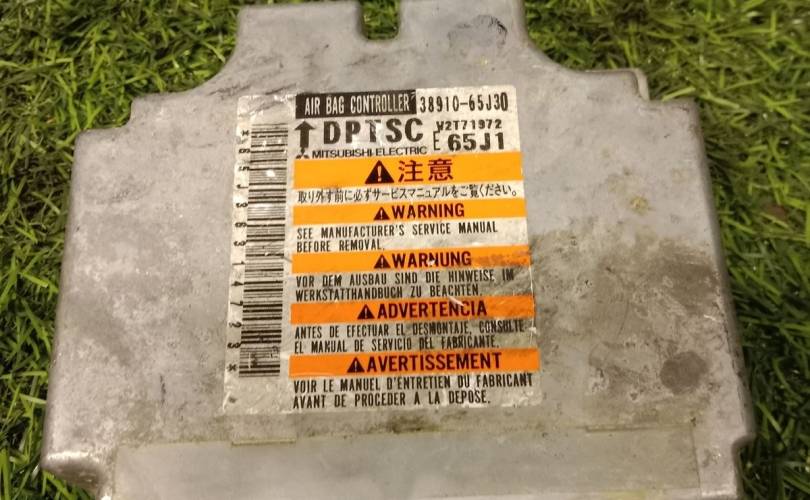 AIR BAG CONTROLLER 38910-65J30
DPTSC W2T71972
MITSUBISHI ELECTRIC E 65J1
注意
取り外す前に必ずサービスマニュアルをご覧ください。
WARNING
SEE MANUFACTURER'S SERVICE MANUAL
BEFORE REMOVAL.
WARNUNG
VOR DEM AUSBAU SIND DIE HINWEISE IM
WERKSTATTHANDBUCH ZU BEACHTEN.
ADVERTENCIA
ANTES DE EFECTUAR EL DESMONTAJE, CONSULTE
EL MANUAL DE SERVICIO DEL FABRICANTE.
AVERTISSEMENT
VOIR LE MANUEL D'ENTRETIEN DU FABRICANT
AVANT DE PROCEDER A LA DEPOSE.